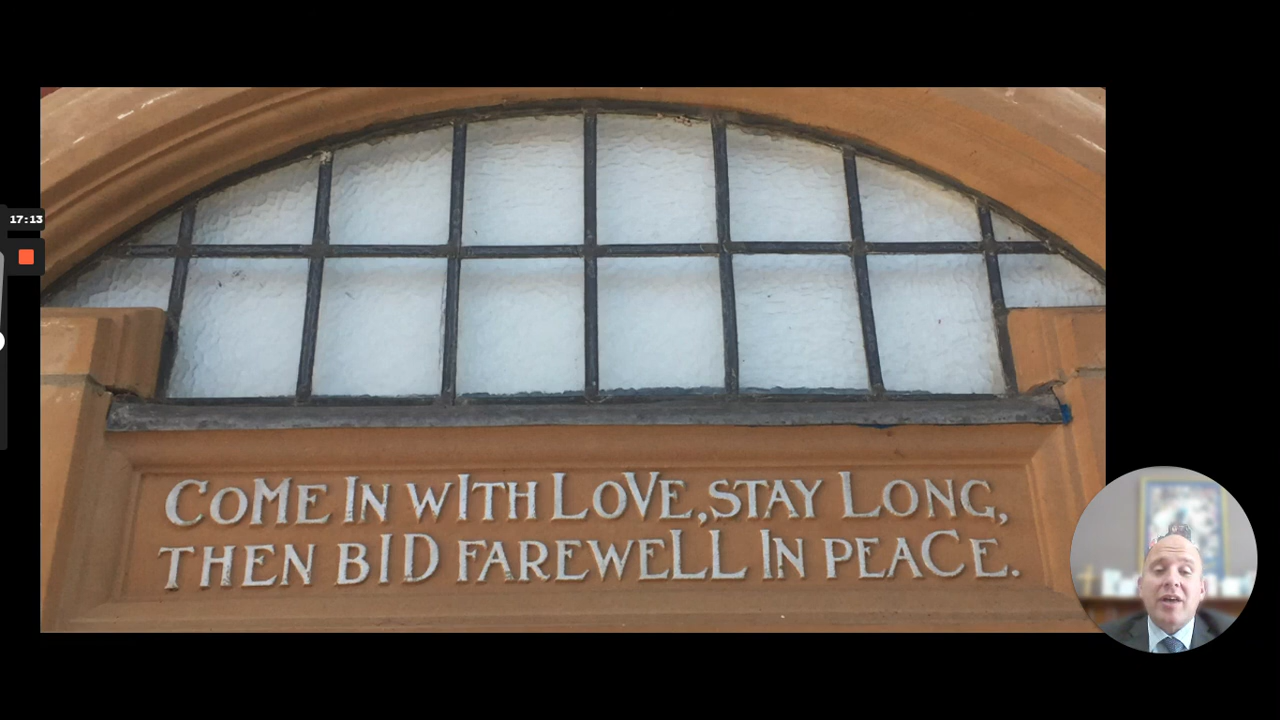 17:13
COME IN WITH LOVE, STAY LONG,
THEN BID FAREWELL IN PEACE.